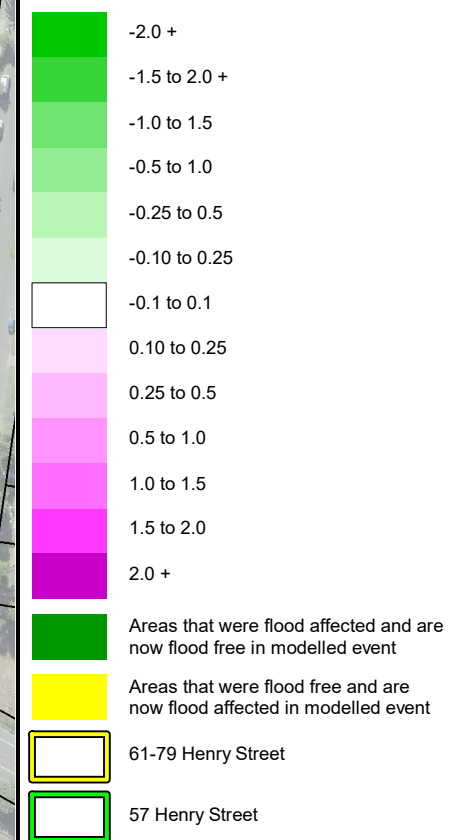 -2.0 +
-1.5 to 2.0 +
-1.0 to 1.5
-0.5 to 1.0
-0.25 to 0.5
-0.10 to 0.25
-0.1 to 0.1
0.10 to 0.25
0.25 to 0.5
0.5 to 1.0
1.0 to 1.5
1.5 to 2.0
2.0 +
Areas that were flood affected and are
now flood free in modelled event
Areas that were flood free and are
now flood affected in modelled event
61-79 Henry Street
57 Henry Street